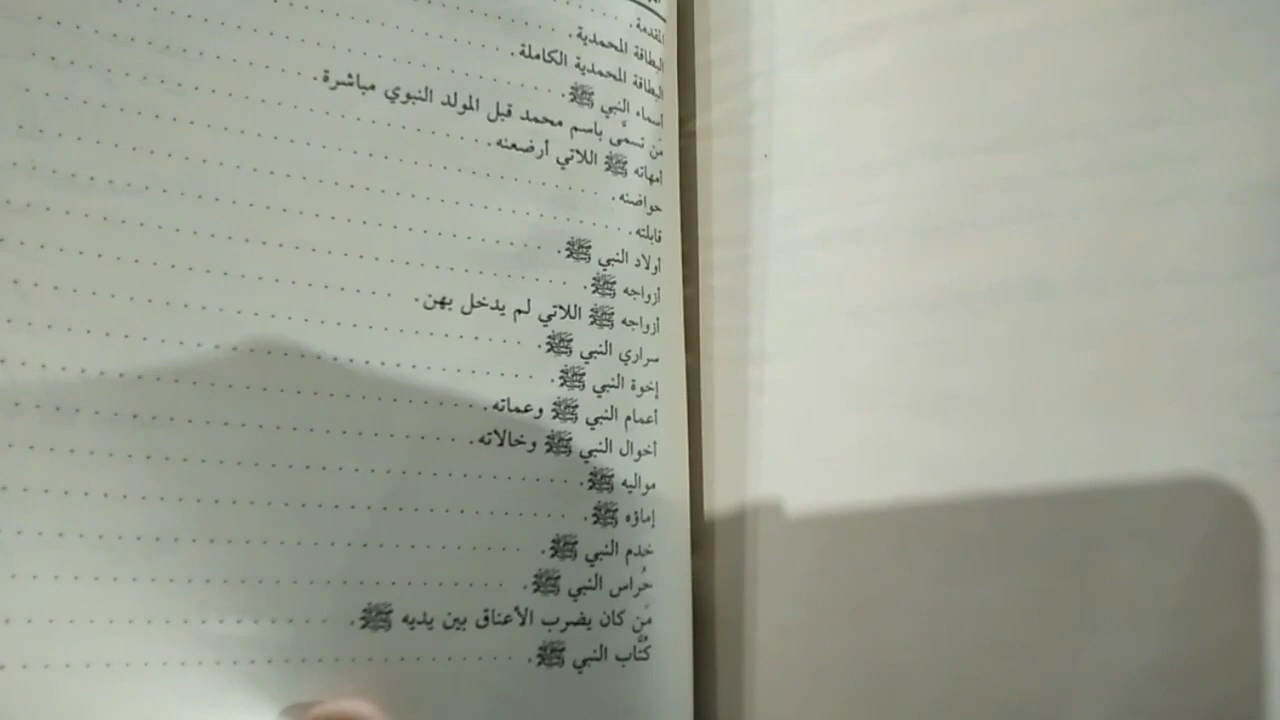 المقدمة.
البطاقة المحمدية.
البطاقة المحمدية الكاملة.
أسماء النبي ﷺ.
مَن تسمَّى باسم محمد قبل المولد النبوي مباشرة.
أمهاته ﷺ اللاتي أرضعنه.
حواضنه.
قابلته.
أولاد النبي ﷺ.
أزواجه ﷺ.
أزواجه ﷺ اللاتي لم يدخل بهن.
سراري النبي ﷺ.
إخوة النبي ﷺ.
أعمام النبي ﷺ وعماته.
أخوال النبي ﷺ وخالاته.
مواليه ﷺ.
إماؤه ﷺ.
خدم النبي ﷺ.
حُراس النبي ﷺ.
مَن كان يضرب الأعناق بين يديه ﷺ.
كُتَّاب النبي ﷺ.